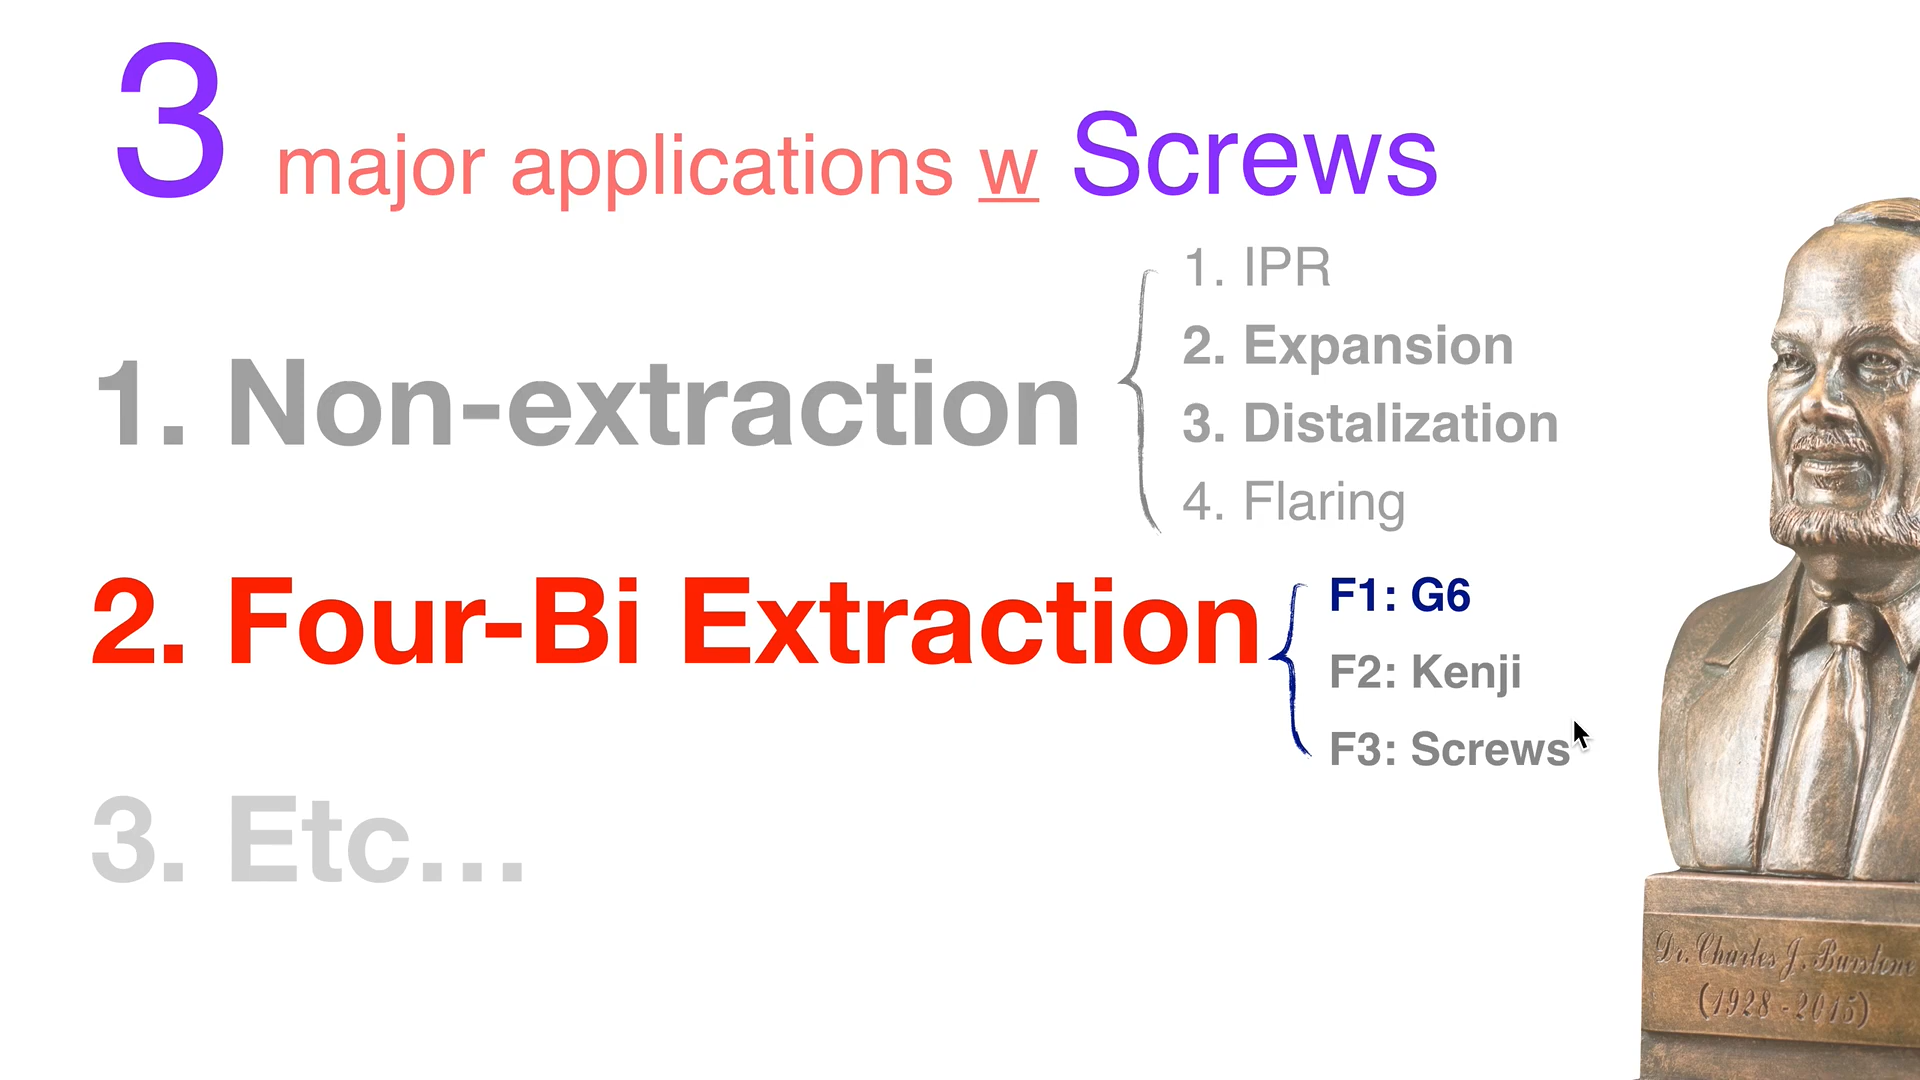 3 major applications w Screws
1. Non-extraction
1. IPR
2. Expansion
3. Distalization
4. Flaring
2. Four-Bi Extraction
F1: G6
F2: Kenji
F3: Screws
3. Etc...
Dr. Charles J. Burstone
(1928 - 2015)